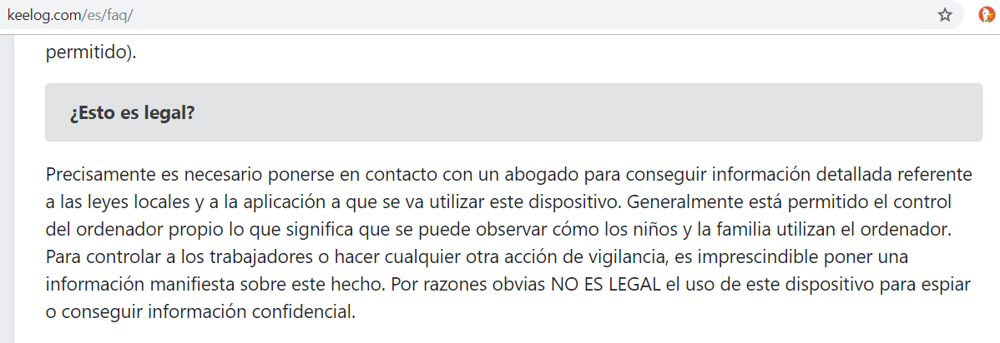 keelog.com/es/faq/
permitido).
¿Esto es legal?
Precisamente es necesario ponerse en contacto con un abogado para conseguir información detallada referente
a las leyes locales y a la aplicación a que se va utilizar este dispositivo. Generalmente está permitido el control
del ordenador propio lo que significa que se puede observar cómo los niños y la familia utilizan el ordenador.
Para controlar a los trabajadores o hacer cualquier otra acción de vigilancia, es imprescindible poner una
información manifiesta sobre este hecho. Por razones obvias NO ES LEGAL el uso de este dispositivo para espiar
o conseguir información confidencial.